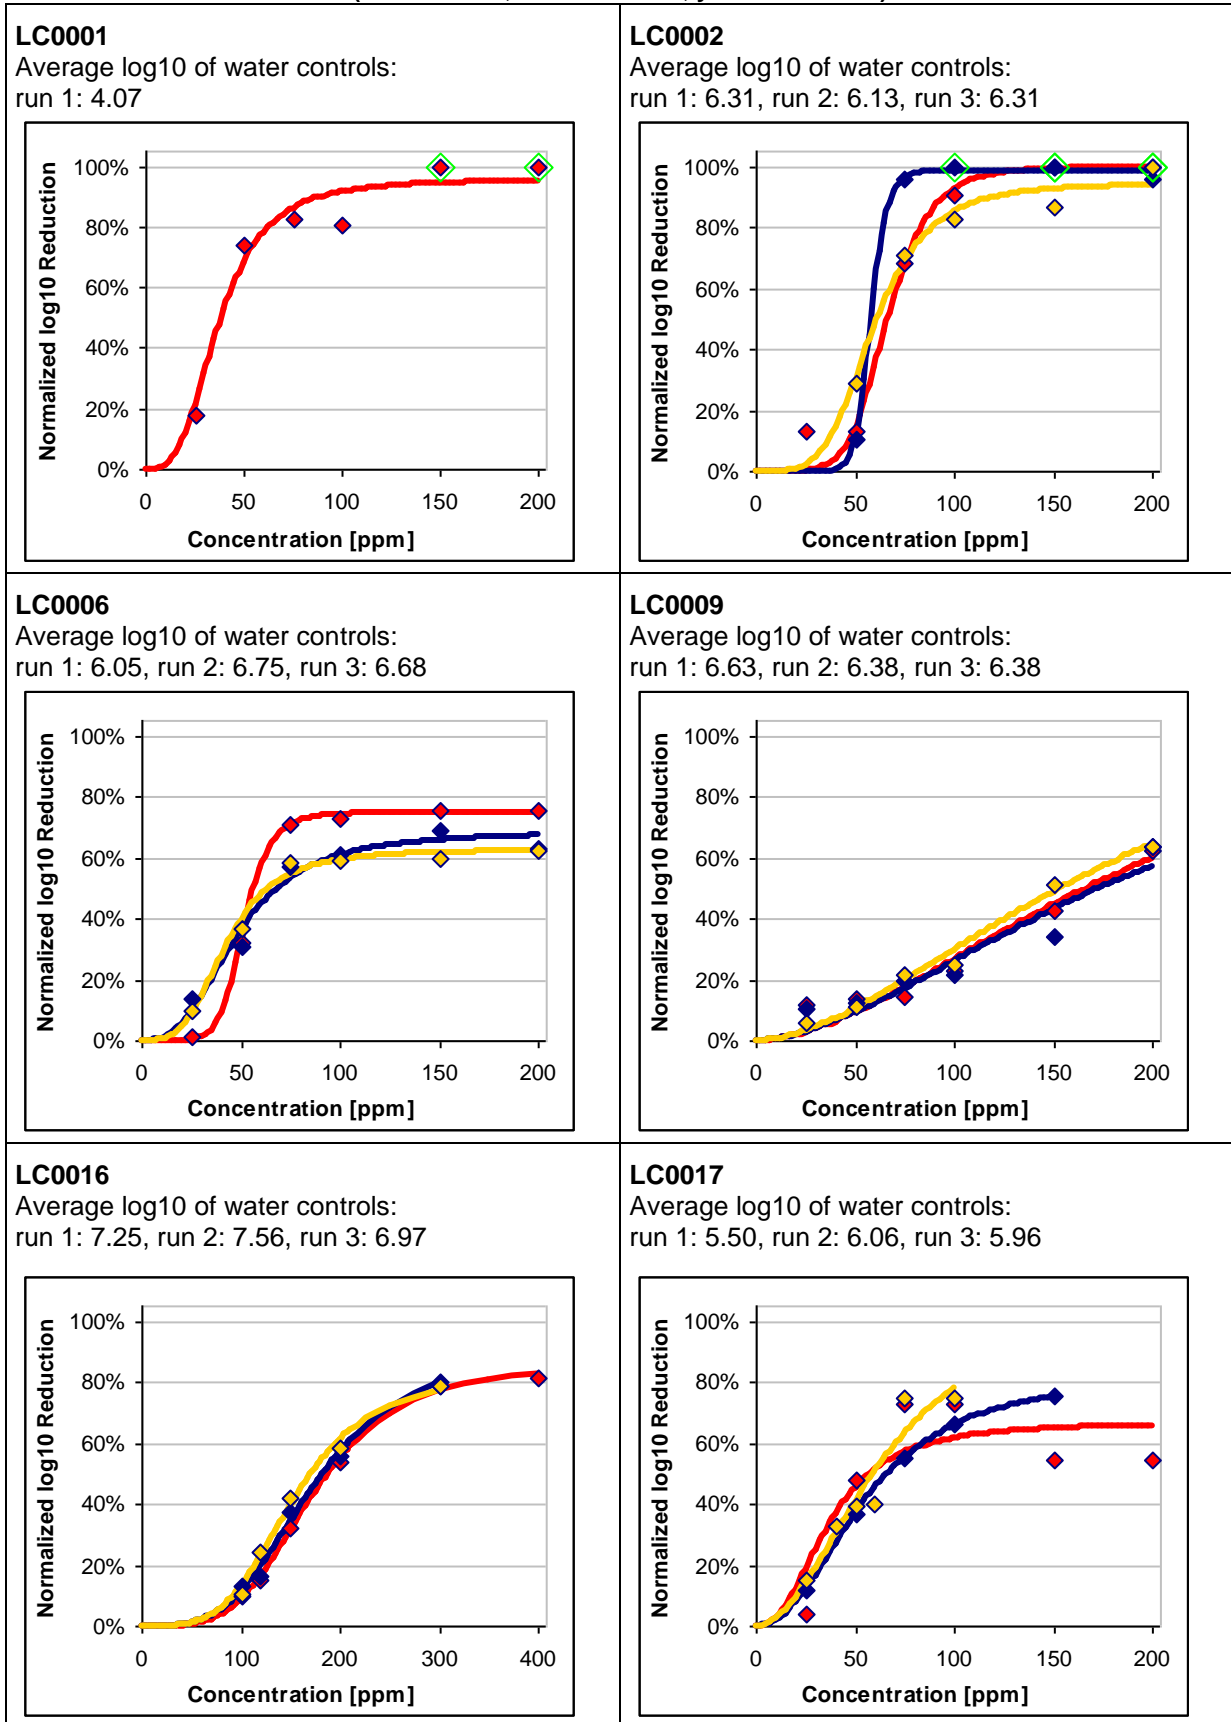 LC0001
Average log10 of water controls:
run 1: 4.07
Normalized log10 Reduction
100%
80%
60%
40%
20%
0%
0 50 100 150 200
Concentration [ppm]
LC0002
Average log10 of water controls:
run 1: 6.31, run 2: 6.13, run 3: 6.31
Normalized log10 Reduction
100%
80%
60%
40%
20%
0%
0 50 100 150 200
Concentration [ppm]
LC0006
Average log10 of water controls:
run 1: 6.05, run 2: 6.75, run 3: 6.68
Normalized log10 Reduction
100%
80%
60%
40%
20%
0%
0 50 100 150 200
Concentration [ppm]
LC0009
Average log10 of water controls:
run 1: 6.63, run 2: 6.38, run 3: 6.38
Normalized log10 Reduction
100%
80%
60%
40%
20%
0%
0 50 100 150 200
Concentration [ppm]
LC0016
Average log10 of water controls:
run 1: 7.25, run 2: 7.56, run 3: 6.97
Normalized log10 Reduction
100%
80%
60%
40%
20%
0%
0 100 200 300 400
Concentration [ppm]
LC0017
Average log10 of water controls:
run 1: 5.50, run 2: 6.06, run 3: 5.96
Normalized log10 Reduction
100%
80%
60%
40%
20%
0%
0 50 100 150 200
Concentration [ppm]